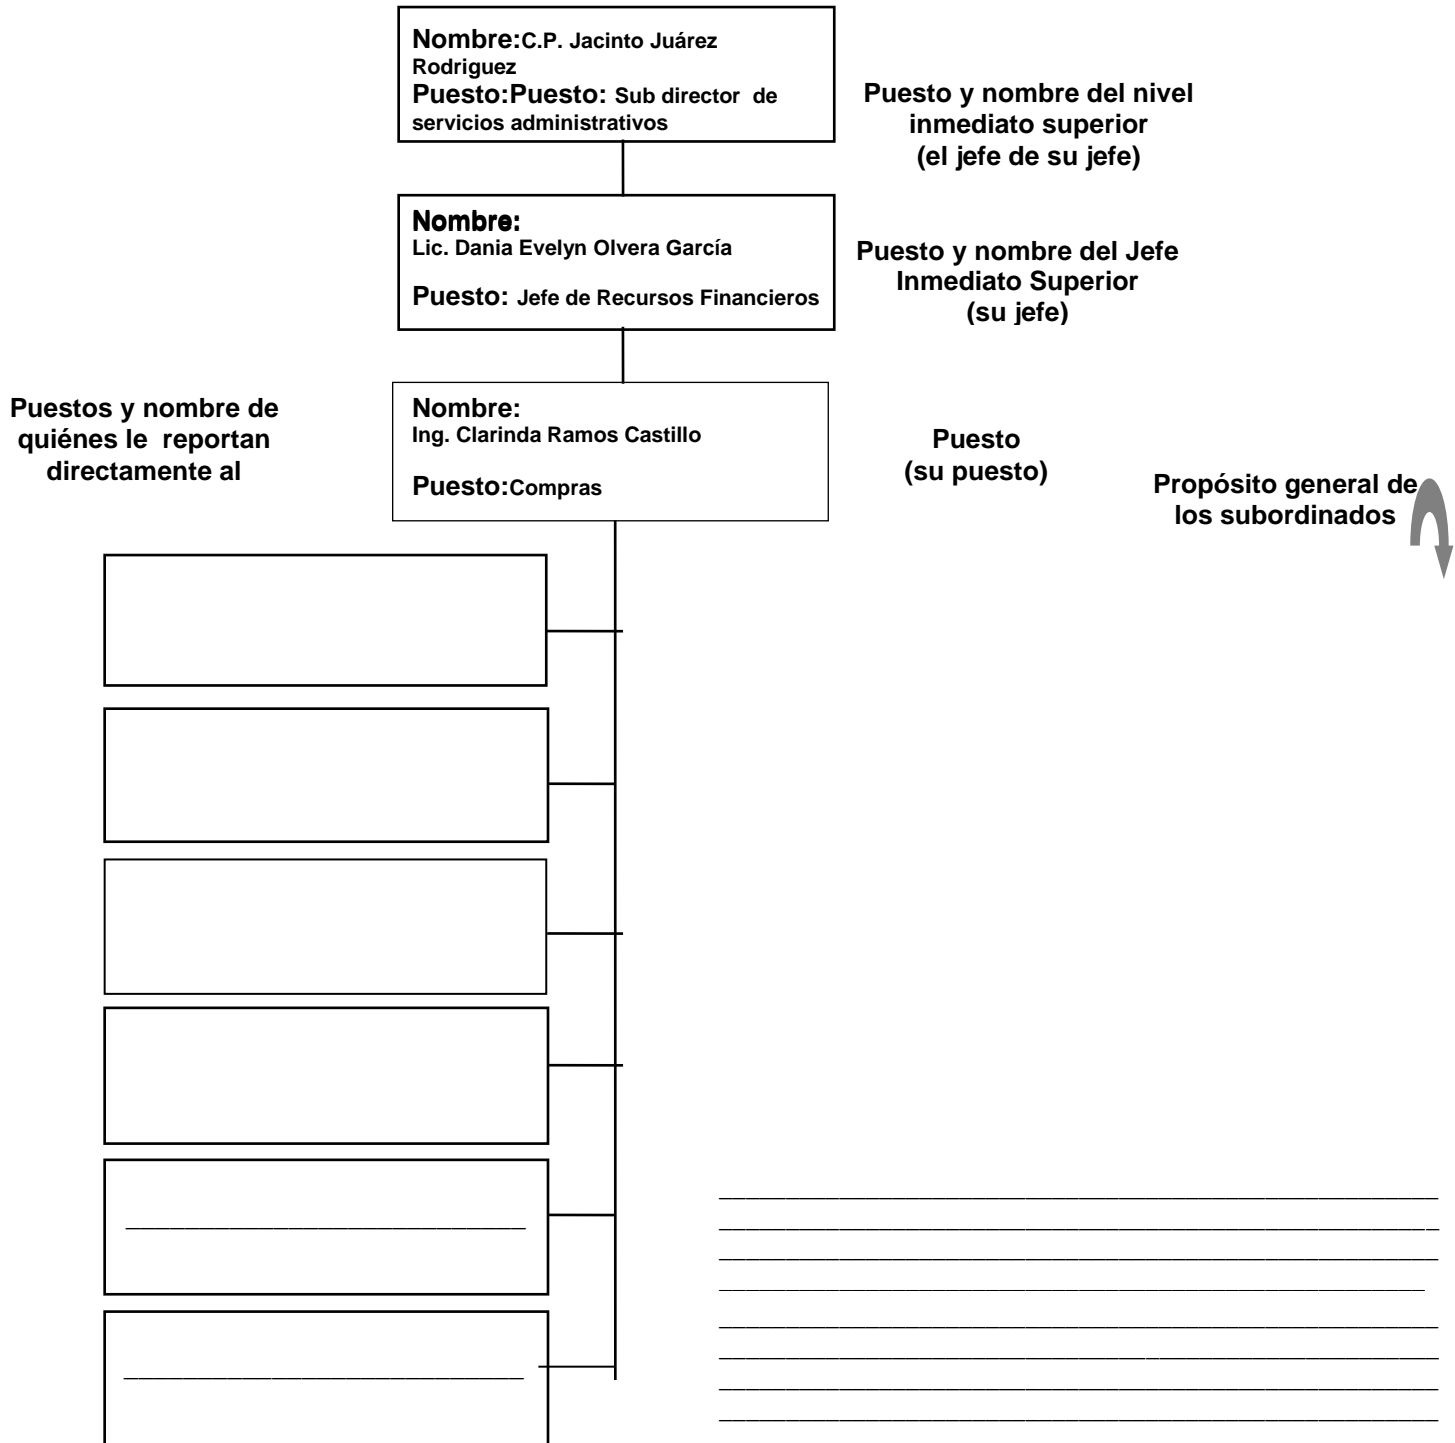 Nombre:C.P. Jacinto Juárez
Rodriguez
Puesto:Puesto: Sub director de
servicios administrativos
Puesto y nombre del nivel
inmediato superior
(el jefe de su jefe)
Nombre:
Lic. Dania Evelyn Olvera García
Puesto: Jefe de Recursos Financieros
Puesto y nombre del Jefe
Inmediato Superior
(su jefe)
Puestos y nombre de
quiénes le reportan
directamente al
Nombre:
Ing. Clarinda Ramos Castillo
Puesto:Compras
Puesto
(su puesto)
Propósito general de
los subordinados